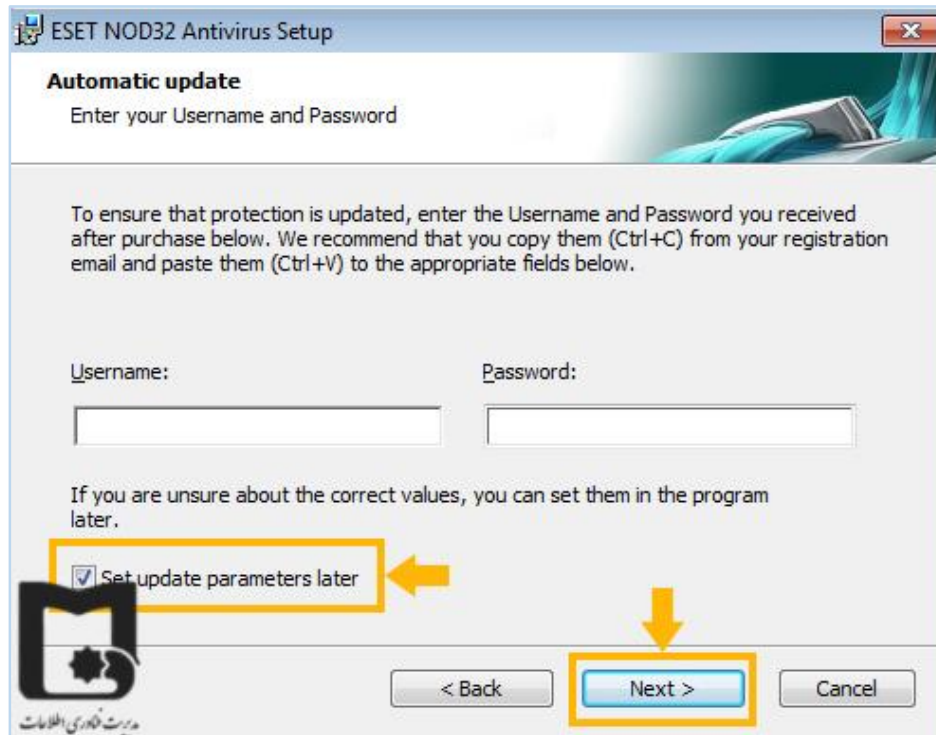 ESET NOD32 Antivirus Setup
Automatic update
Enter your Username and Password
To ensure that protection is updated, enter the Username and Password you received
after purchase below. We recommend that you copy them (Ctrl+C) from your registration
email and paste them (Ctrl+V) to the appropriate fields below.
Username:
Password:
If you are unsure about the correct values, you can set them in the program
later.
Set update parameters later
< Back
Next >
Cancel
مدیریت فناوری اطلاعات